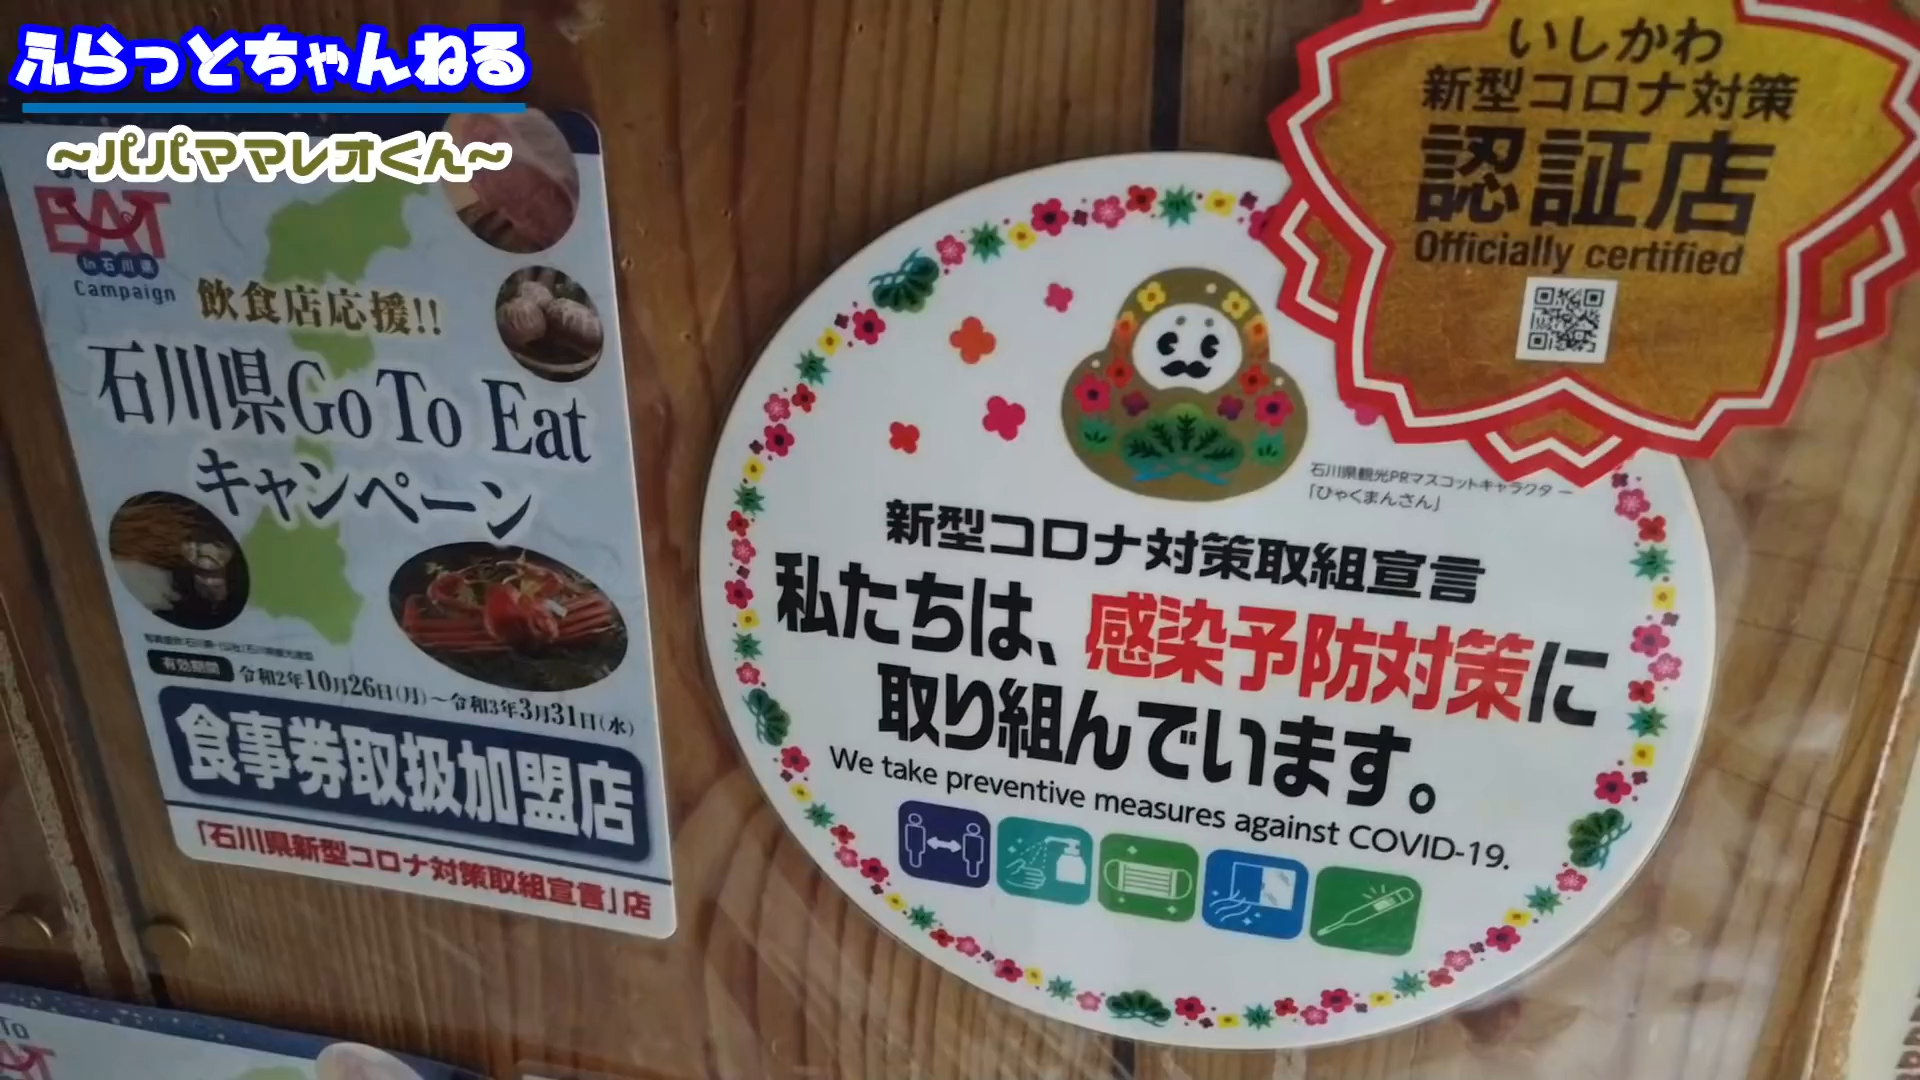 ふらっとちゃんねる
~パパママレオくん~
EAT
in 石川県
Campaign
飲食店応援!!
石川県Go To Eat
キャンペーン
有効期間 令和2年10月26日(月)～令和3年3月31日(水)
食事券取扱加盟店
「石川県新型コロナ対策取組宣言」店
いしかわ
新型コロナ対策
認証店
Officially certified
石川県観光PRマスコットキャラクター
「ひゃくまんさん」
新型コロナ対策取組宣言
私たちは、感染予防対策に
取り組んでいます。
We take preventive measures against COVID-19.
To